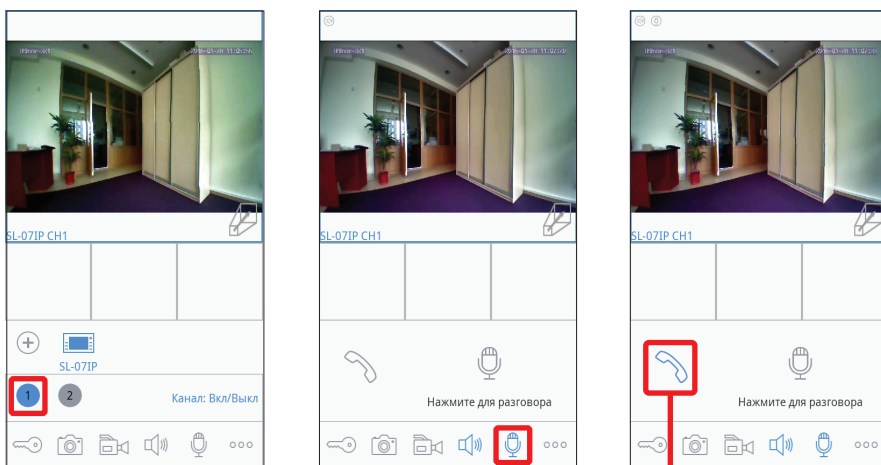 SL-07IP CH1
SL-07IP
1
2
Канал: Вкл/Выкл
SL-07IP CH1
Нажмите для разговора
SL-07IP CH1
Нажмите для разговора